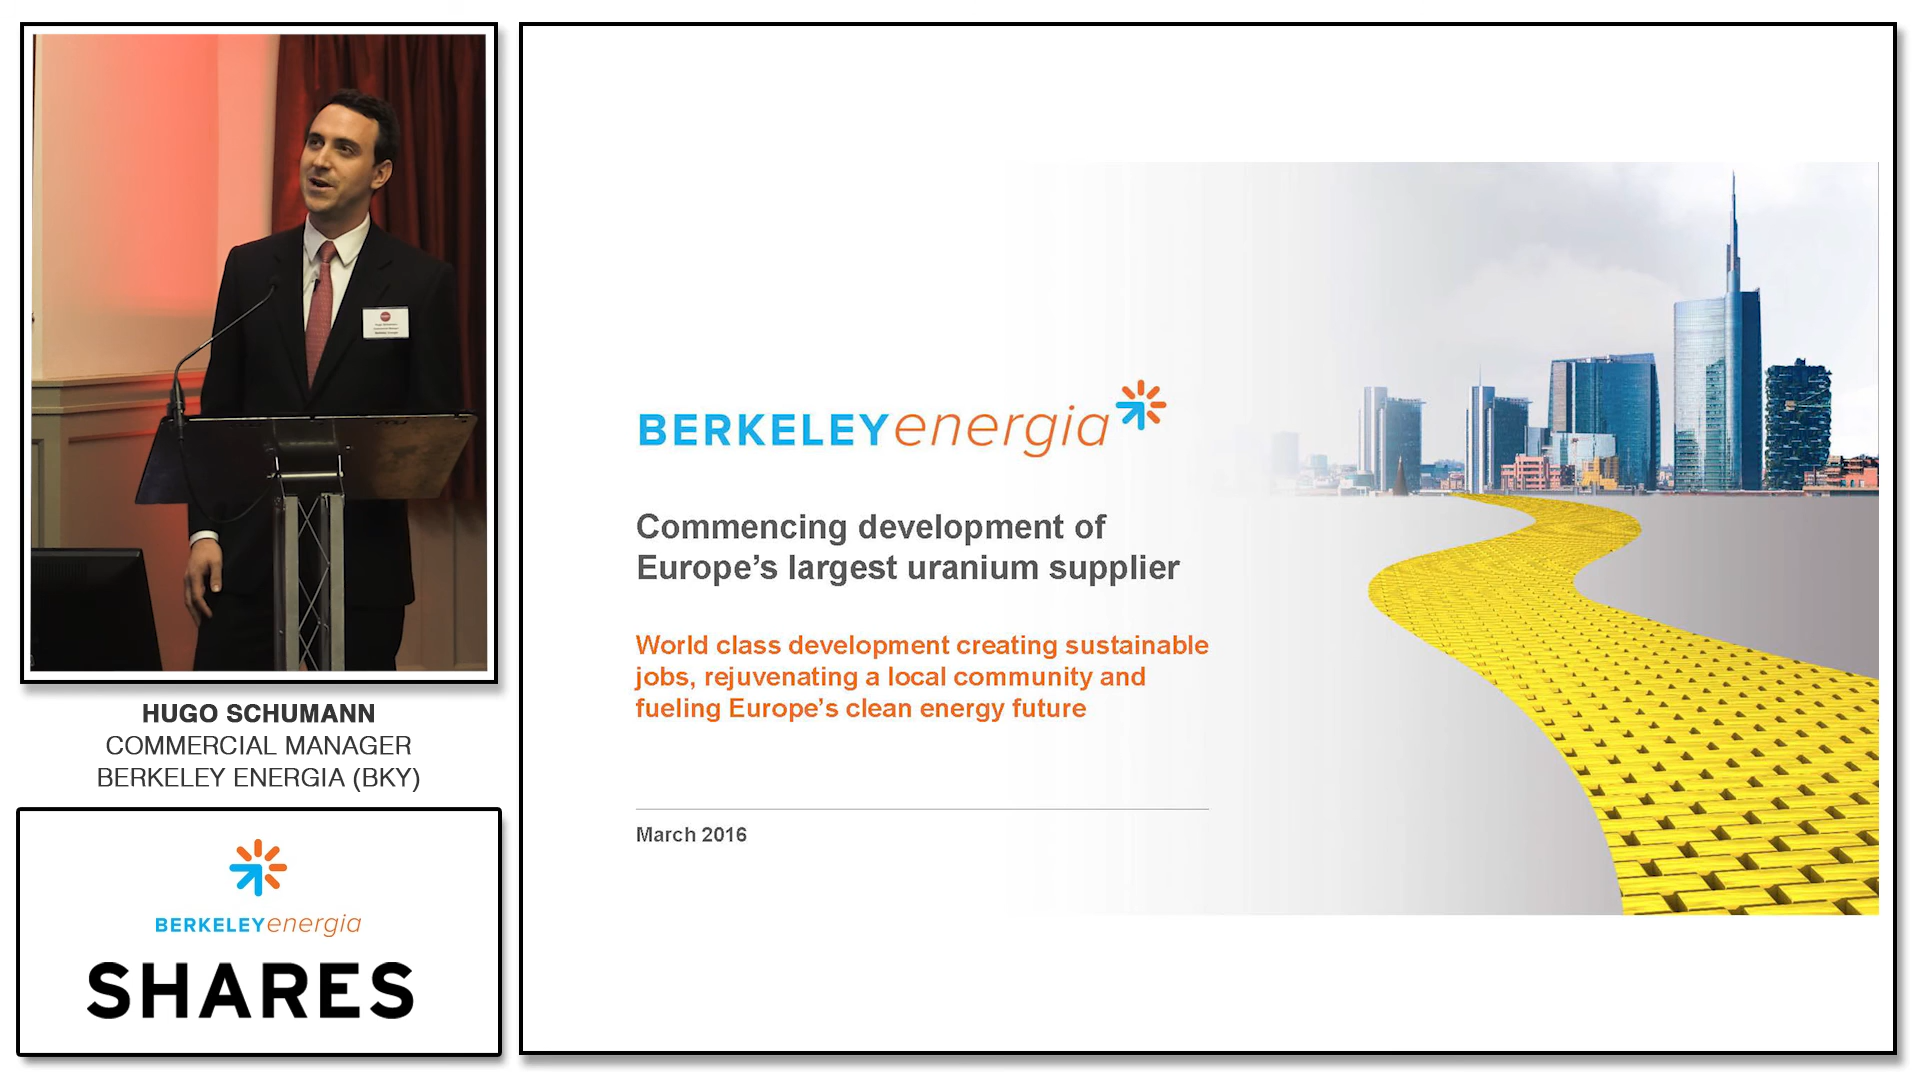 HUGO SCHUMANN
COMMERCIAL MANAGER
BERKELEY ENERGIA (BKY)
BERKELEYenergia
SHARES
BERKELEYenergia
Commencing development of
Europe's largest uranium supplier
World class development creating sustainable
jobs, rejuvenating a local community and
fueling Europe's clean energy future
March 2016